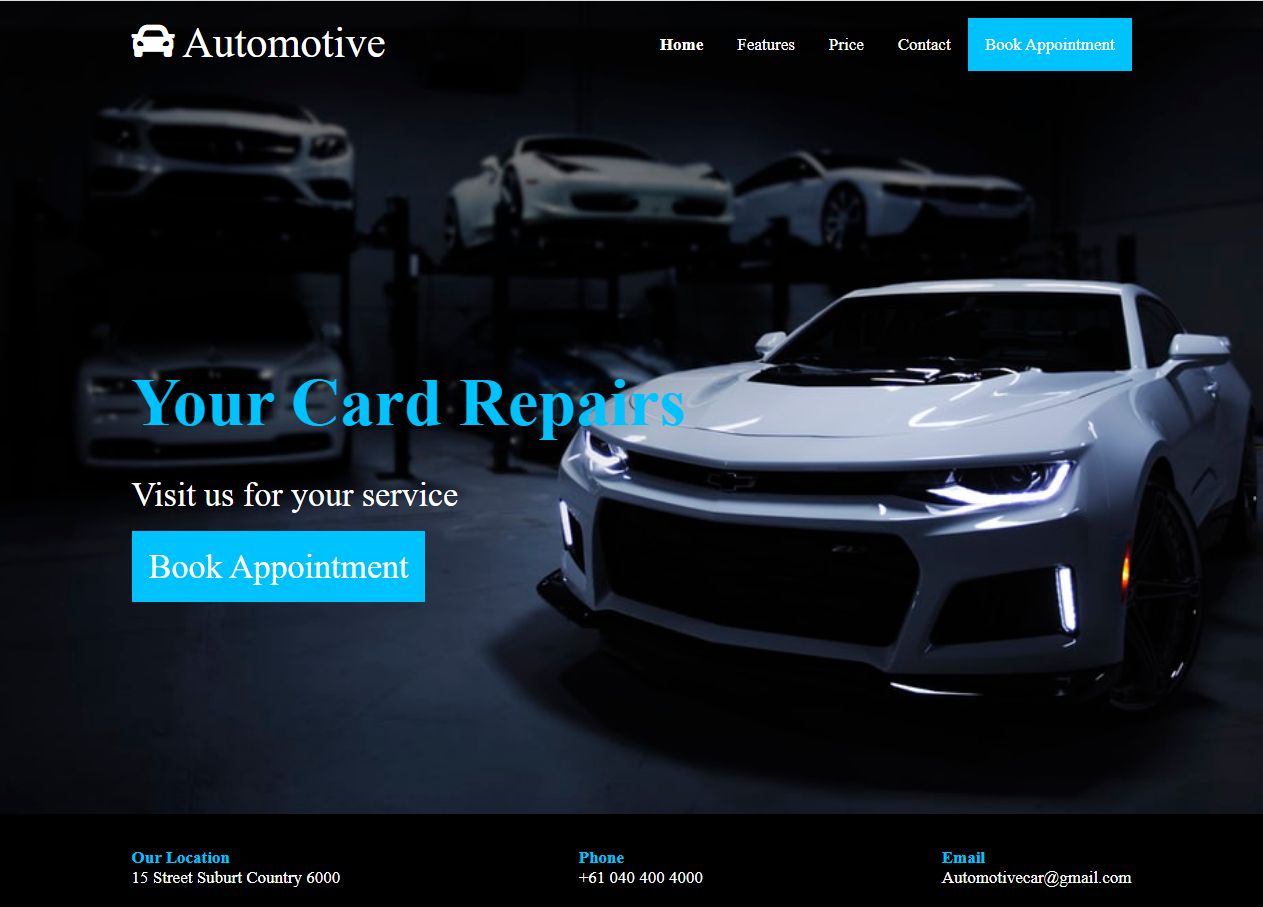 Automotive
Home Features Price Contact Book Appointment
Your Card Repairs
Visit us for your service
Book Appointment
Our Location Phone Email
15 Street Suburt Country 6000 +61 040 400 4000 Automotivecar@gmail.com